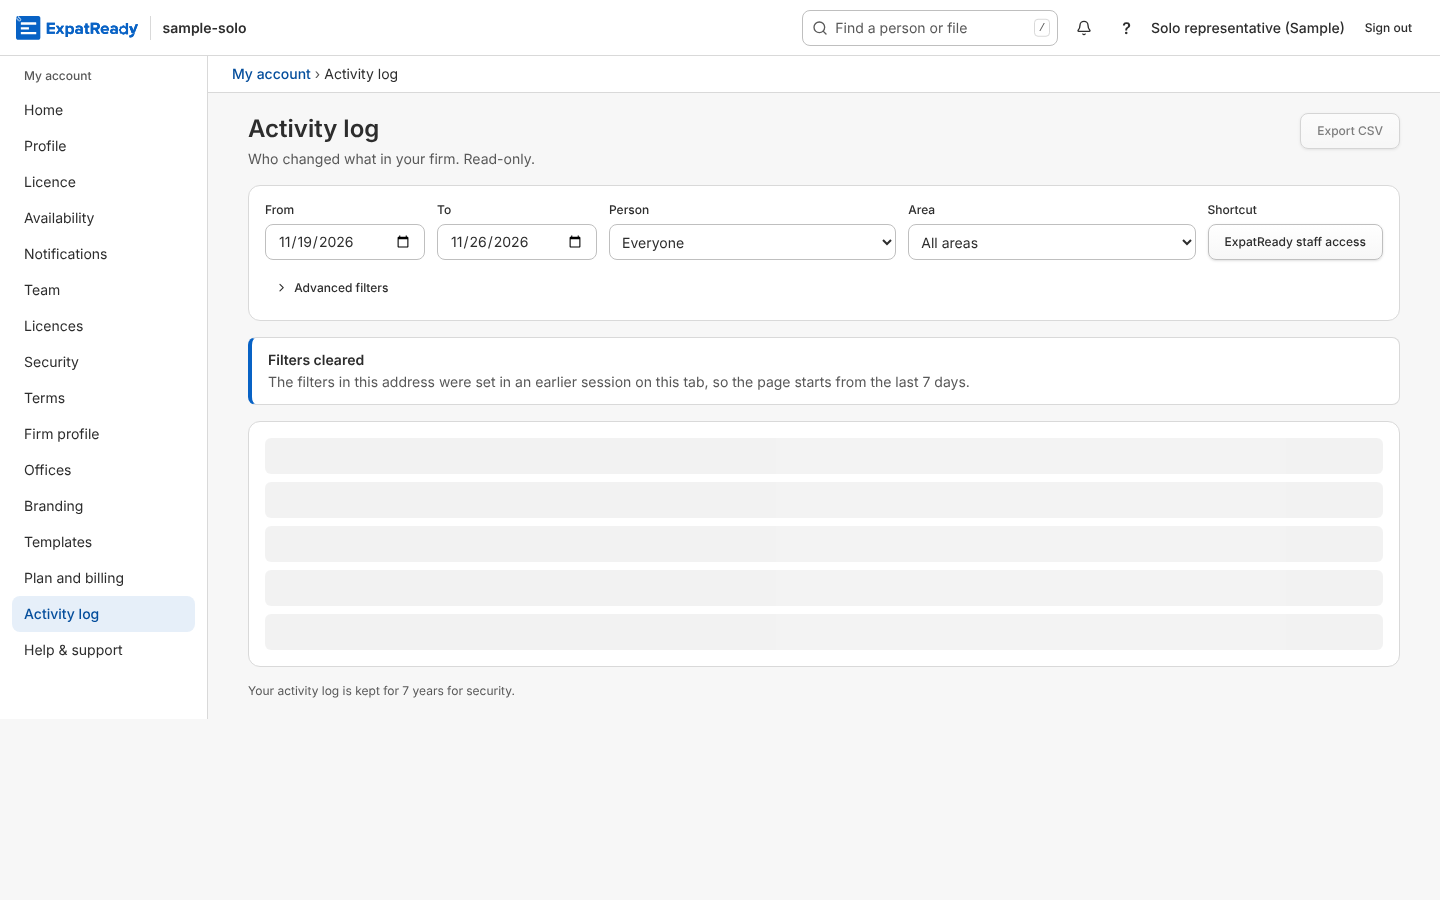 ExpatReady
sample-solo
Find a person or file
/
?
Solo representative (Sample)
Sign out
My account
Home
Profile
Licence
Availability
Notifications
Team
Licences
Security
Terms
Firm profile
Offices
Branding
Templates
Plan and billing
Activity log
Help & support
My account › Activity log
Activity log
Who changed what in your firm. Read-only.
Export CSV
From
11/19/2026
To
11/26/2026
Person
Everyone
Area
All areas
Shortcut
ExpatReady staff access
Advanced filters
Filters cleared
The filters in this address were set in an earlier session on this tab, so the page starts from the last 7 days.
Your activity log is kept for 7 years for security.